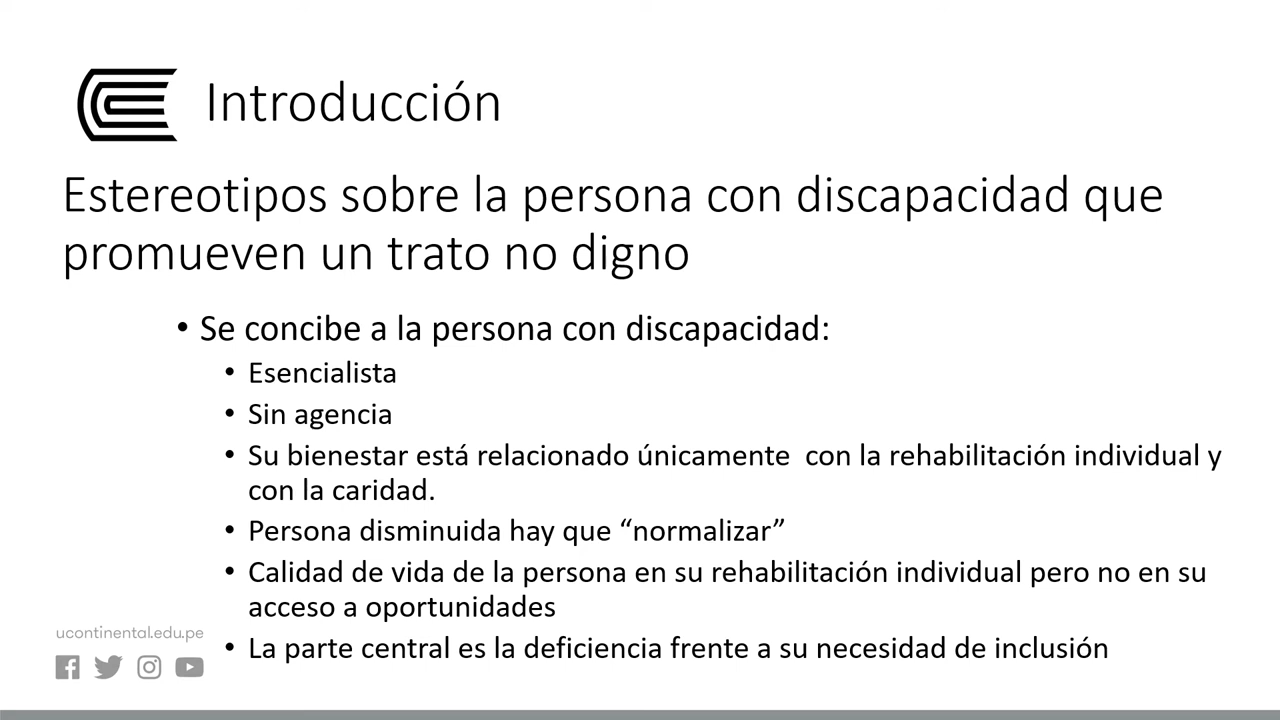 Introducción
Estereotipos sobre la persona con discapacidad que
promueven un trato no digno
• Se concibe a la persona con discapacidad:
• Esencialista
• Sin agencia
• Su bienestar está relacionado únicamente  con la rehabilitación individual y
con la caridad.
• Persona disminuida hay que “normalizar”
• Calidad de vida de la persona en su rehabilitación individual pero no en su
acceso a oportunidades
• La parte central es la deficiencia frente a su necesidad de inclusión
ucontinental.edu.pe